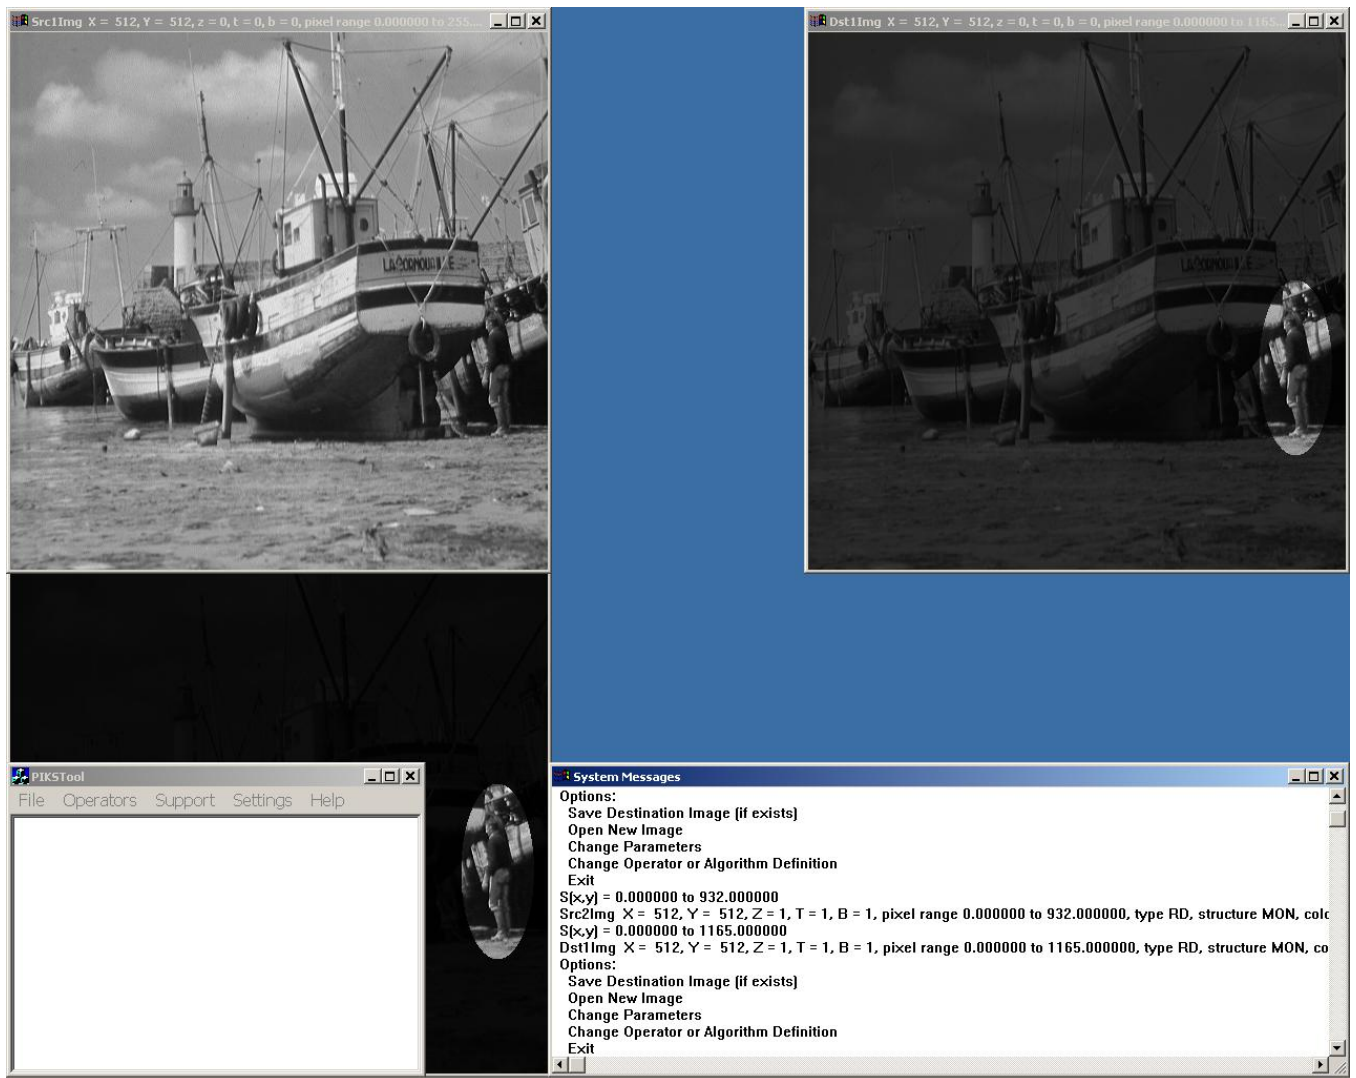 Src1Img X = 512, Y = 512, z = 0, t = 0, b = 0, pixel range 0.000000 to 255....
Dst1Img X = 512, Y = 512, z = 0, t = 0, b = 0, pixel range 0.000000 to 1165...
PIKSTool
File Operators Support Settings Help
System Messages
Options:
Save Destination Image (if exists)
Open New Image
Change Parameters
Change Operator or Algorithm Definition
Exit
S(x,y) = 0.000000 to 932.000000
Src2Img X = 512, Y = 512, Z = 1, T = 1, B = 1, pixel range 0.000000 to 932.000000, type RD, structure MON, colo
S(x,y) = 0.000000 to 1165.000000
Dst1Img X = 512, Y = 512, Z = 1, T = 1, B = 1, pixel range 0.000000 to 1165.000000, type RD, structure MON, co
Options:
Save Destination Image (if exists)
Open New Image
Change Parameters
Change Operator or Algorithm Definition
Exit